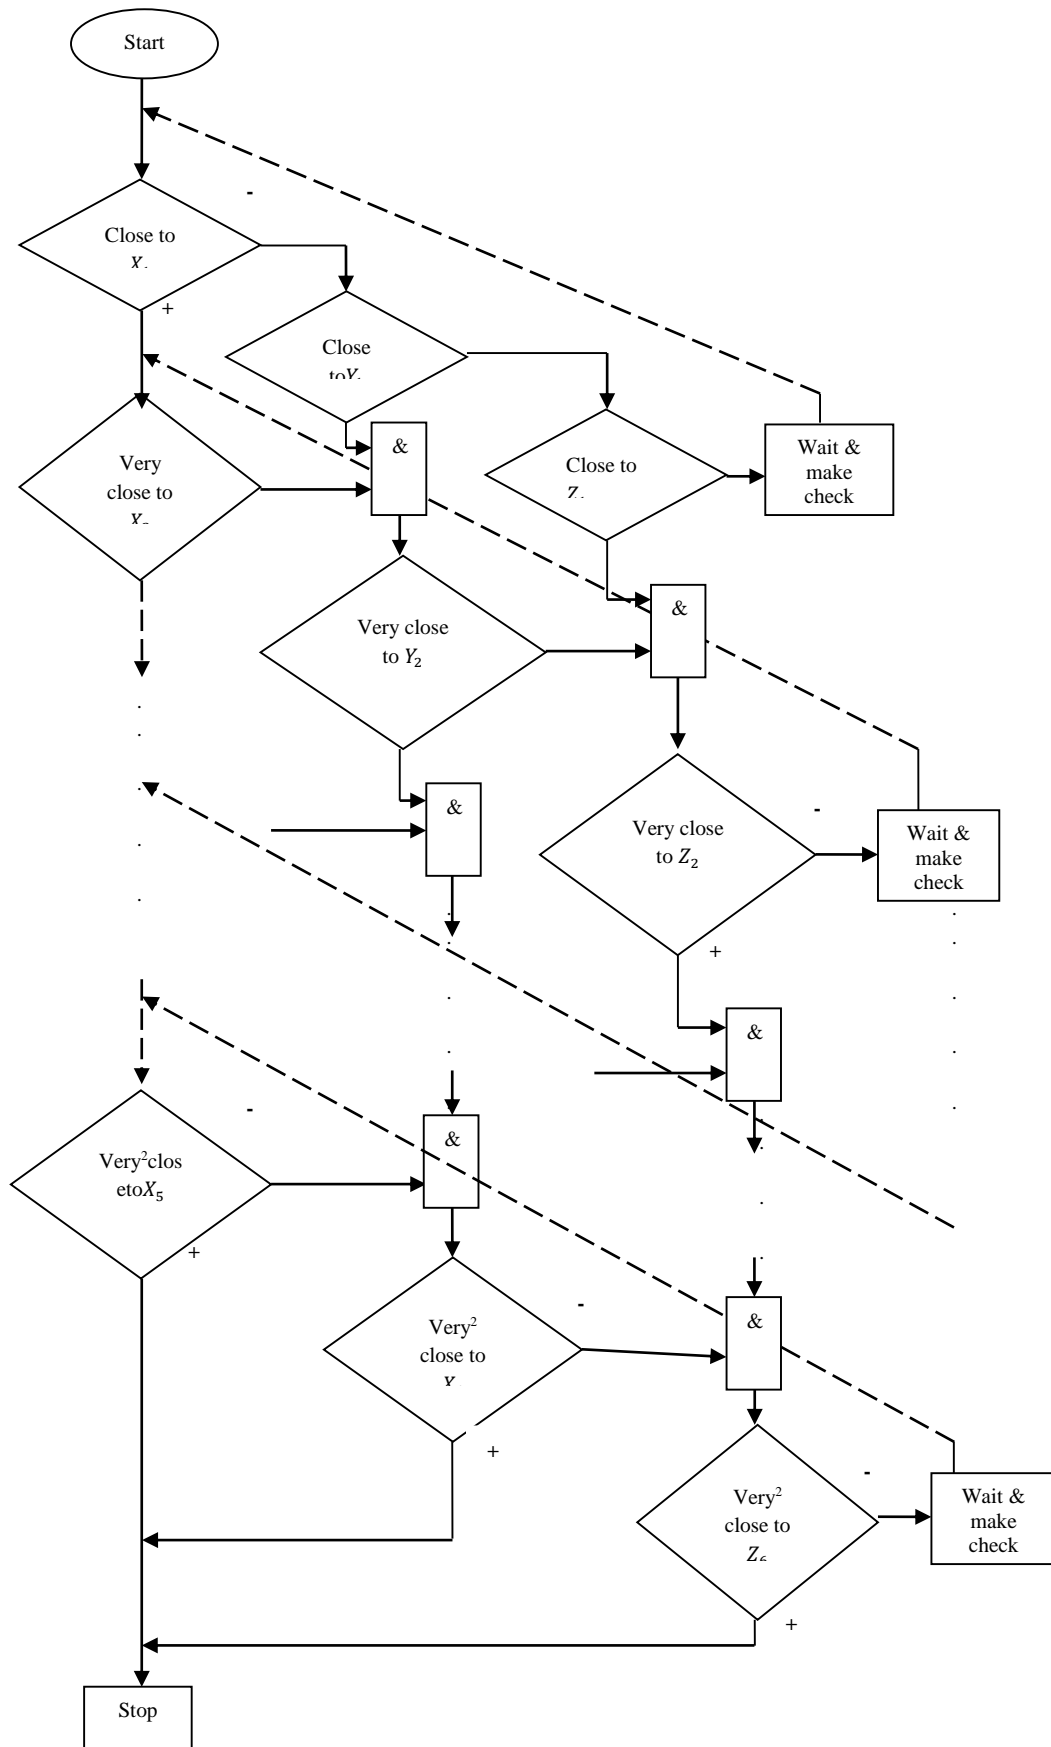 Start
-
Close to
+
Close
Close to
Wait &
make
check
&
Very
close to
&
Very close
to Y₂
&
-
Very close
to Z₂
Wait &
make
check
+
&
-
Very²clos
etoX₅
+
&
-
Very²
close to
+
&
-
Very²
close to
+
Wait &
make
check
Stop